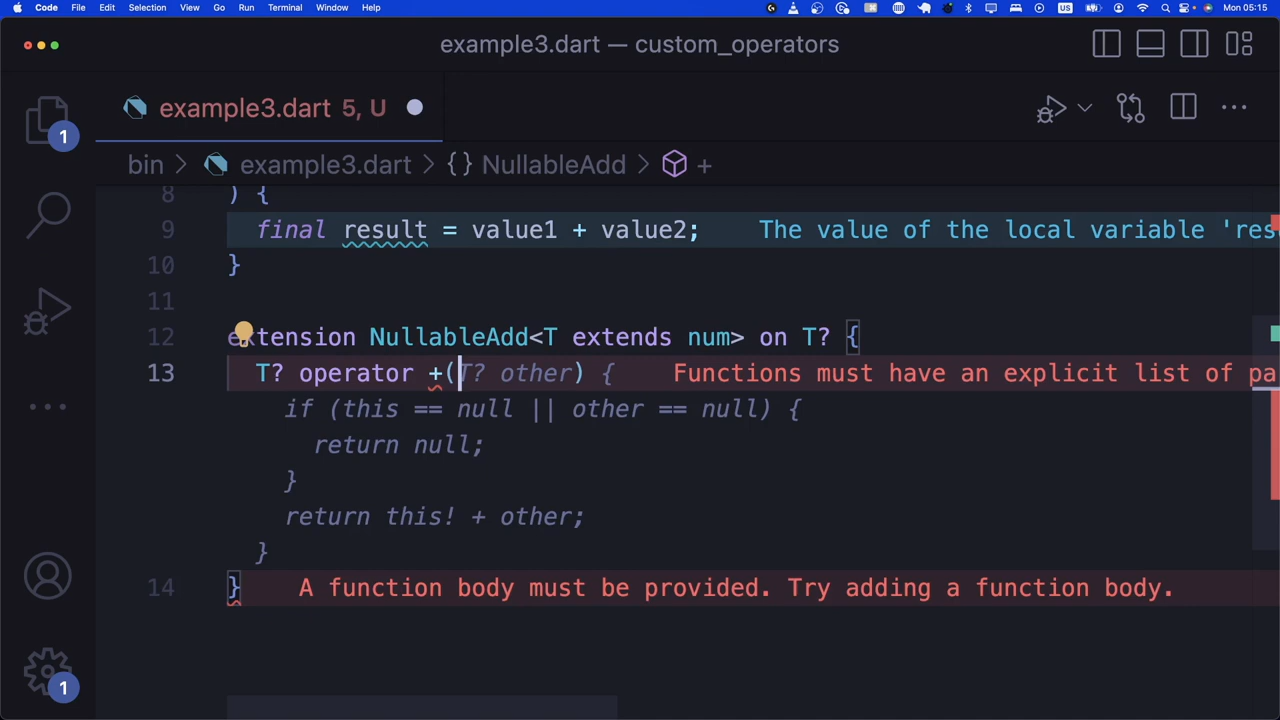 Code File Edit Selection View Go Run Terminal Window Help US Mon 05:15
example3.dart — custom_operators
1 example3.dart 5, U
bin > example3.dart > {} NullableAdd > +
8 ) {
9 final result = value1 + value2; The value of the local variable 'res
10 }
11
12 extension NullableAdd<T extends num> on T? {
13 T? operator +(T? other) { Functions must have an explicit list of pa
if (this == null || other == null) {
return null;
}
return this! + other;
}
14 } A function body must be provided. Try adding a function body.
1